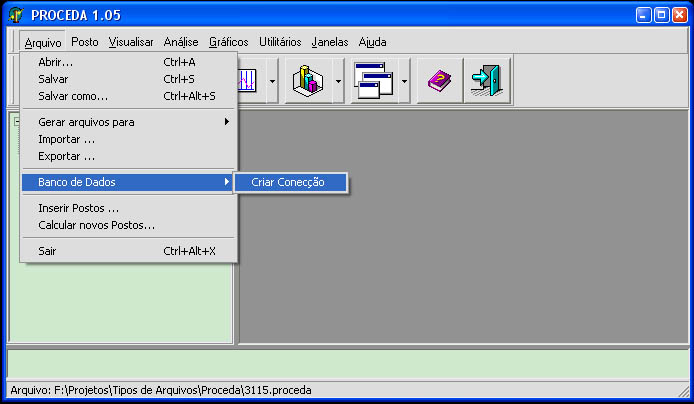 PROCEDA 1.05
Arquivo Posto Visualisar Análise Gráficos Utilitários Janelas Ajuda
Abrir... Ctrl+A
Salvar Ctrl+S
Salvar como... Ctrl+Alt+S
Gerar arquivos para
Importar ...
Exportar ...
Banco de Dados Criar Conecção
Inserir Postos ...
Calcular novos Postos...
Sair Ctrl+Alt+X
Arquivo: F:\Projetos\Tipos de Arquivos\Proceda\3115.proceda